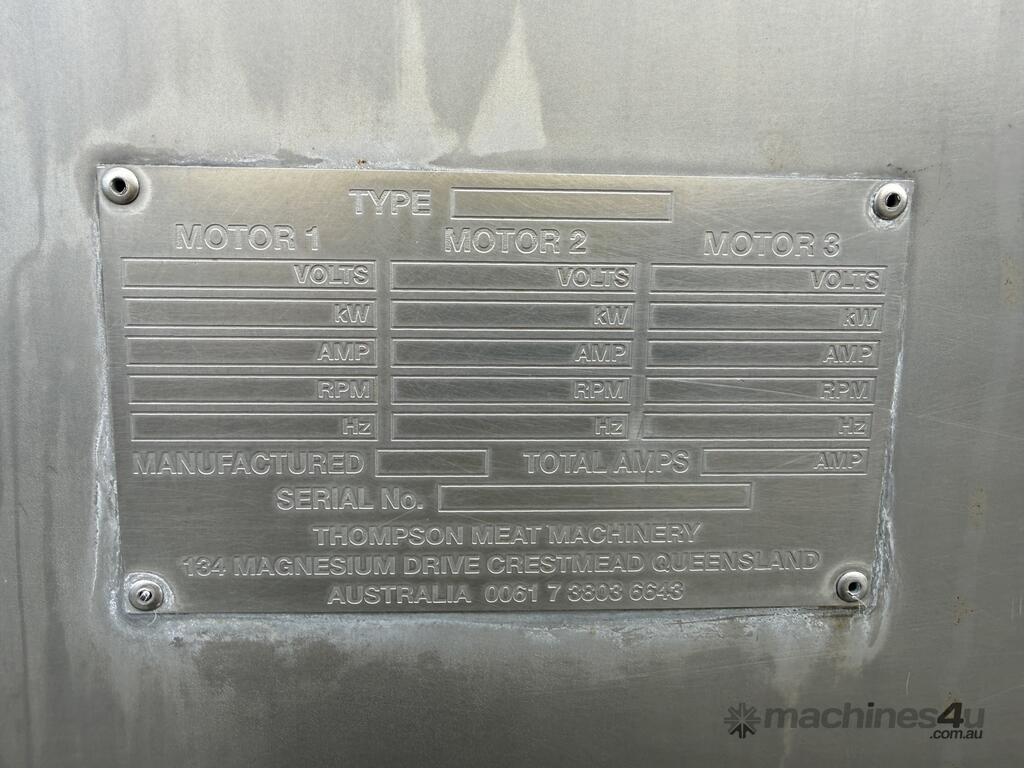 TYPE
MOTOR 1 MOTOR 2 MOTOR 3
VOLTS VOLTS VOLTS
kW kW kW
AMP AMP AMP
RPM RPM RPM
Hz Hz Hz
MANUFACTURED TOTAL AMPS AMP
SERIAL No.
THOMPSON MEAT MACHINERY
134 MAGNESIUM DRIVE CRESTMEAD QUEENSLAND
AUSTRALIA 0061 7 3803 6643
machines4u
.com.au